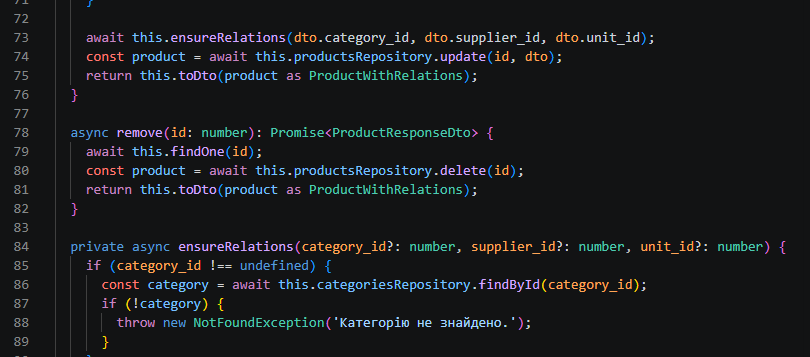 71 }
72
73 await this.ensureRelations(dto.category_id, dto.supplier_id, dto.unit_id);
74 const product = await this.productsRepository.update(id, dto);
75 return this.toDto(product as ProductWithRelations);
76 }
77
78 async remove(id: number): Promise<ProductResponseDto> {
79 await this.findOne(id);
80 const product = await this.productsRepository.delete(id);
81 return this.toDto(product as ProductWithRelations);
82 }
83
84 private async ensureRelations(category_id?: number, supplier_id?: number, unit_id?: number) {
85 if (category_id !== undefined) {
86 const category = await this.categoriesRepository.findById(category_id);
87 if (!category) {
88 throw new NotFoundException('Категорію не знайдено.');
89 }
90 }